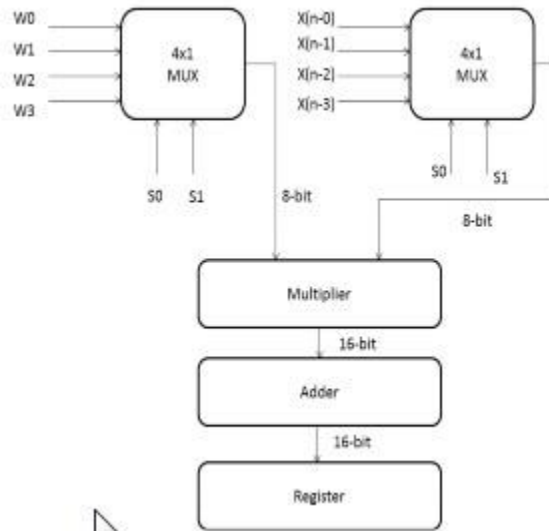 W0
W1
W2
W3
4x1
MUX
S0
S1
8-bit
X(n-0)
X(n-1)
X(n-2)
X(n-3)
4x1
MUX
S0
S1
8-bit
Multiplier
16-bit
Adder
16-bit
Register